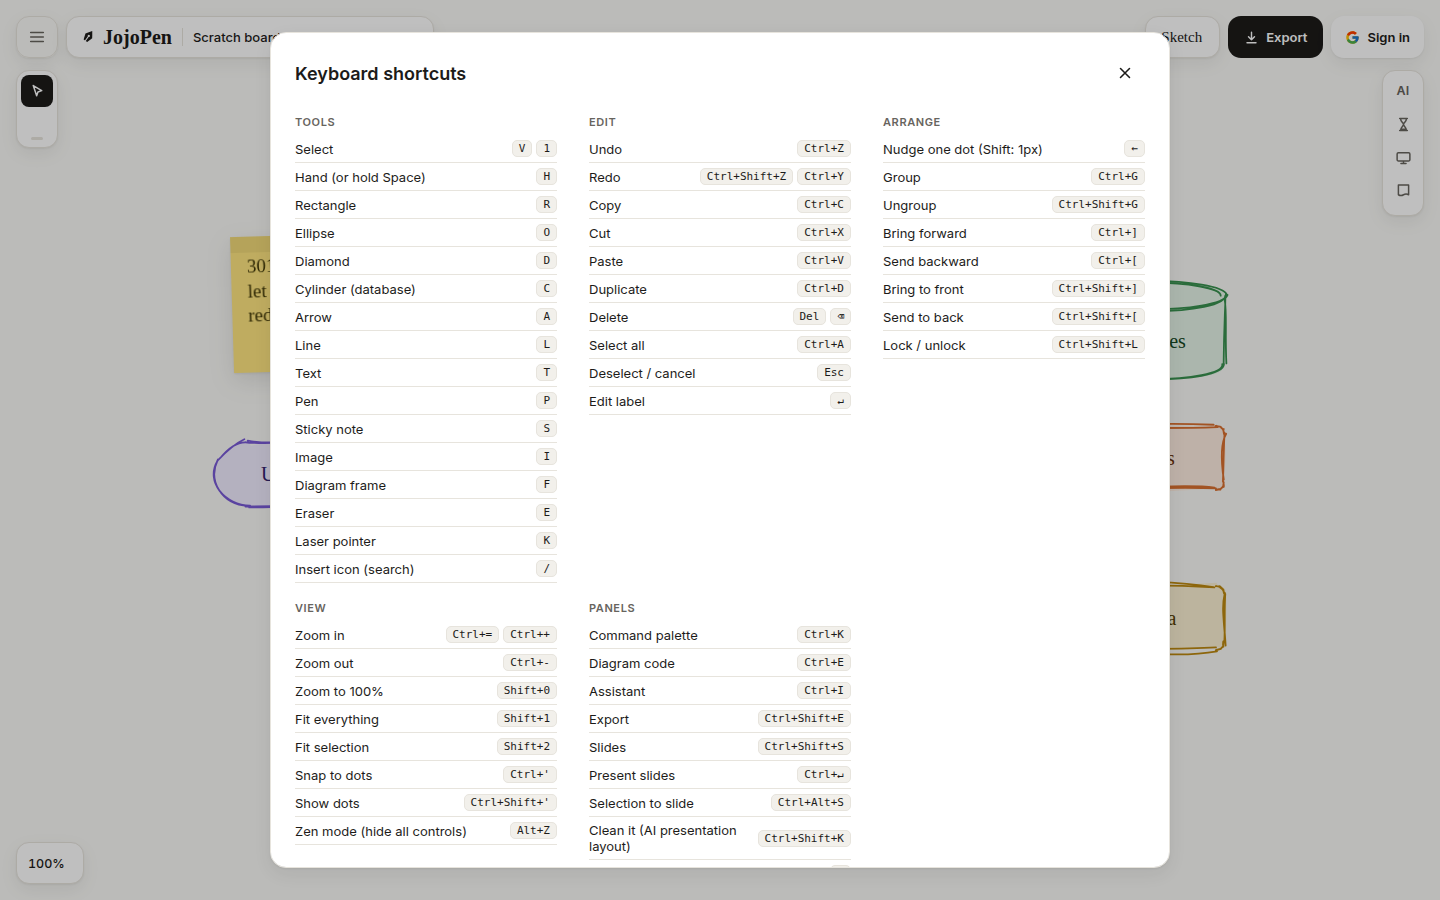 JojoPen
Scratch boar
Sketch
Export
Sign in
Keyboard shortcuts
TOOLS
Select V 1
Hand (or hold Space) H
Rectangle R
Ellipse O
Diamond D
Cylinder (database) C
Arrow A
Line L
Text T
Pen P
Sticky note S
Image I
Diagram frame F
Eraser E
Laser pointer K
Insert icon (search) /
EDIT
Undo Ctrl+Z
Redo Ctrl+Shift+Z Ctrl+Y
Copy Ctrl+C
Cut Ctrl+X
Paste Ctrl+V
Duplicate Ctrl+D
Delete Del ⌫
Select all Ctrl+A
Deselect / cancel Esc
Edit label ↵
ARRANGE
Nudge one dot (Shift: 1px) ←
Group Ctrl+G
Ungroup Ctrl+Shift+G
Bring forward Ctrl+]
Send backward Ctrl+[
Bring to front Ctrl+Shift+]
Send to back Ctrl+Shift+[
Lock / unlock Ctrl+Shift+L
VIEW
Zoom in Ctrl+= Ctrl++
Zoom out Ctrl+-
Zoom to 100% Shift+0
Fit everything Shift+1
Fit selection Shift+2
Snap to dots Ctrl+'
Show dots Ctrl+Shift+'
Zen mode (hide all controls) Alt+Z
PANELS
Command palette Ctrl+K
Diagram code Ctrl+E
Assistant Ctrl+I
Export Ctrl+Shift+E
Slides Ctrl+Shift+S
Present slides Ctrl+↵
Selection to slide Ctrl+Alt+S
Clean it (AI presentation
layout) Ctrl+Shift+K
AI
301
let
red
U
es
s
a
100%